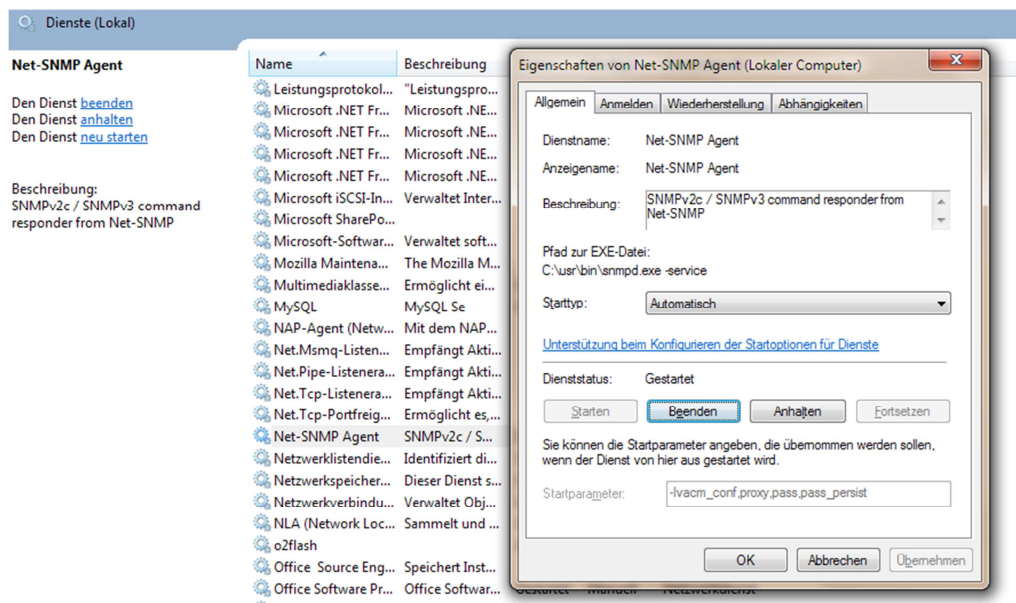 Dienste (Lokal)
Net-SNMP Agent
Den Dienst beenden
Den Dienst anhalten
Den Dienst neu starten
Beschreibung:
SNMPv2c / SNMPv3 command
responder from Net-SNMP
Name Beschreibung
Leistungsprotokol... "Leistungspro...
Microsoft .NET Fr... Microsoft .NE...
Microsoft .NET Fr... Microsoft .NE...
Microsoft .NET Fr... Microsoft .NE...
Microsoft .NET Fr... Microsoft .NE...
Microsoft iSCSI-In... Verwaltet Inter...
Microsoft SharePo...
Microsoft-Softwar... Verwaltet soft...
Mozilla Maintena... The Mozilla M...
Multimediaklasse... Ermöglicht ei...
MySQL MySQL Se
NAP-Agent (Netw... Mit dem NAP...
Net.Msmq-Listen... Empfängt Akti...
Net.Pipe-Listenera... Empfängt Akti...
Net.Tcp-Listenera... Empfängt Akti...
Net.Tcp-Portfreig... Ermöglicht es,...
Net-SNMP Agent SNMPv2c / S...
Netzwerklistendie... Identifiziert di...
Netzwerkspeicher... Dieser Dienst s...
Netzwerkverbindu... Verwaltet Obj...
NLA (Network Loc... Sammelt und ...
o2flash
Office Source Eng... Speichert Inst...
Office Software Pr... Office Softwar... Gestartet Manuell Netzwerkdienst
Eigenschaften von Net-SNMP Agent (Lokaler Computer)
Allgemein Anmelden Wiederherstellung Abhängigkeiten
Dienstname: Net-SNMP Agent
Anzeigename: Net-SNMP Agent
Beschreibung: SNMPv2c / SNMPv3 command responder from
Net-SNMP
Pfad zur EXE-Datei:
C:\usr\bin\snmpd.exe -service
Starttyp: Automatisch
Unterstützung beim Konfigurieren der Startoptionen für Dienste
Dienststatus: Gestartet
Starten Beenden Anhalten Fortsetzen
Sie können die Startparameter angeben, die übernommen werden sollen,
wenn der Dienst von hier aus gestartet wird.
Startparameter: -Ivacm_conf,proxy,pass,pass_persist
OK Abbrechen Übernehmen